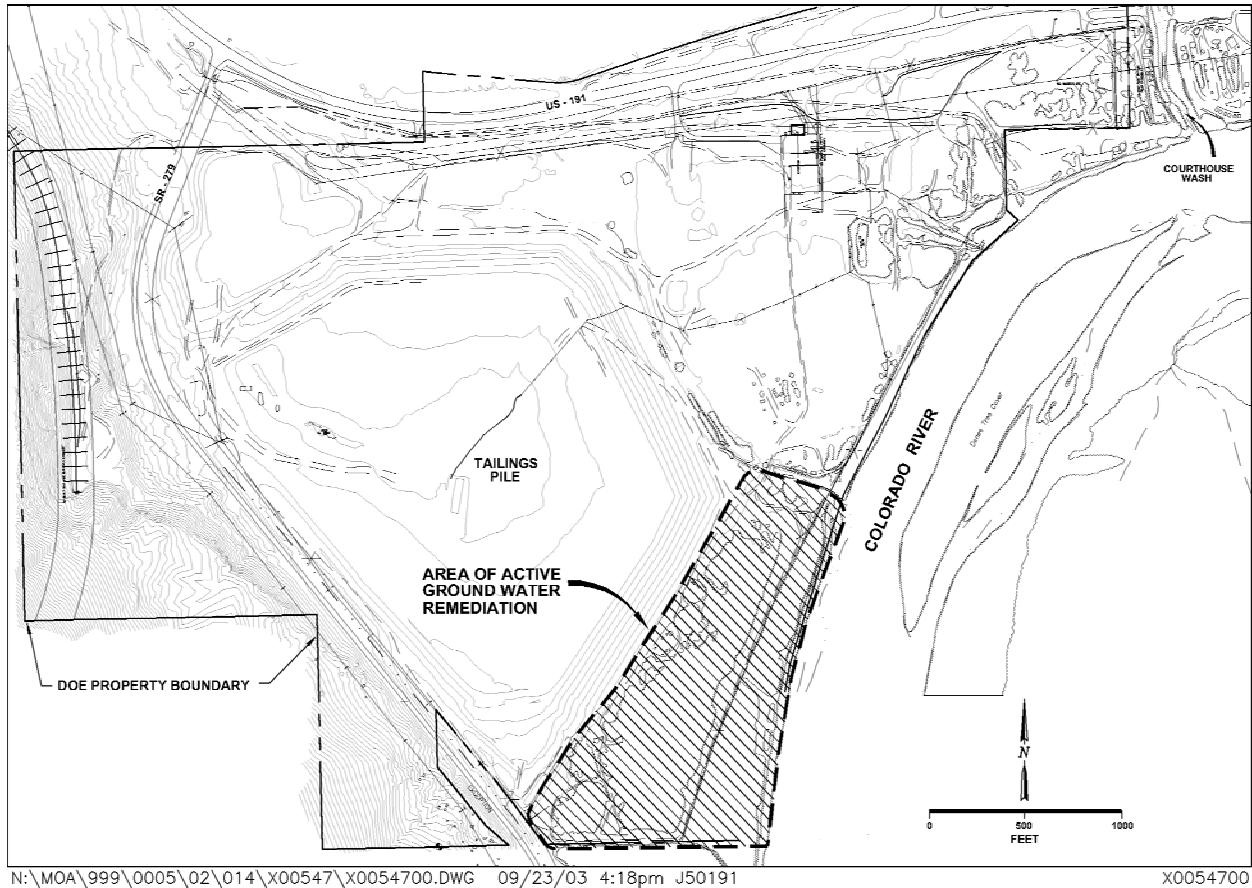 US - 191
SR - 279
COURTHOUSE
WASH
COLORADO RIVER
TAILINGS
PILE
AREA OF ACTIVE
GROUND WATER
REMEDIATION
DOE PROPERTY BOUNDARY
N
0 500 1000
FEET
N:\MOA\999\0005\02\014\X00547\X0054700.DWG 09/23/03 4:18pm J50191
X0054700